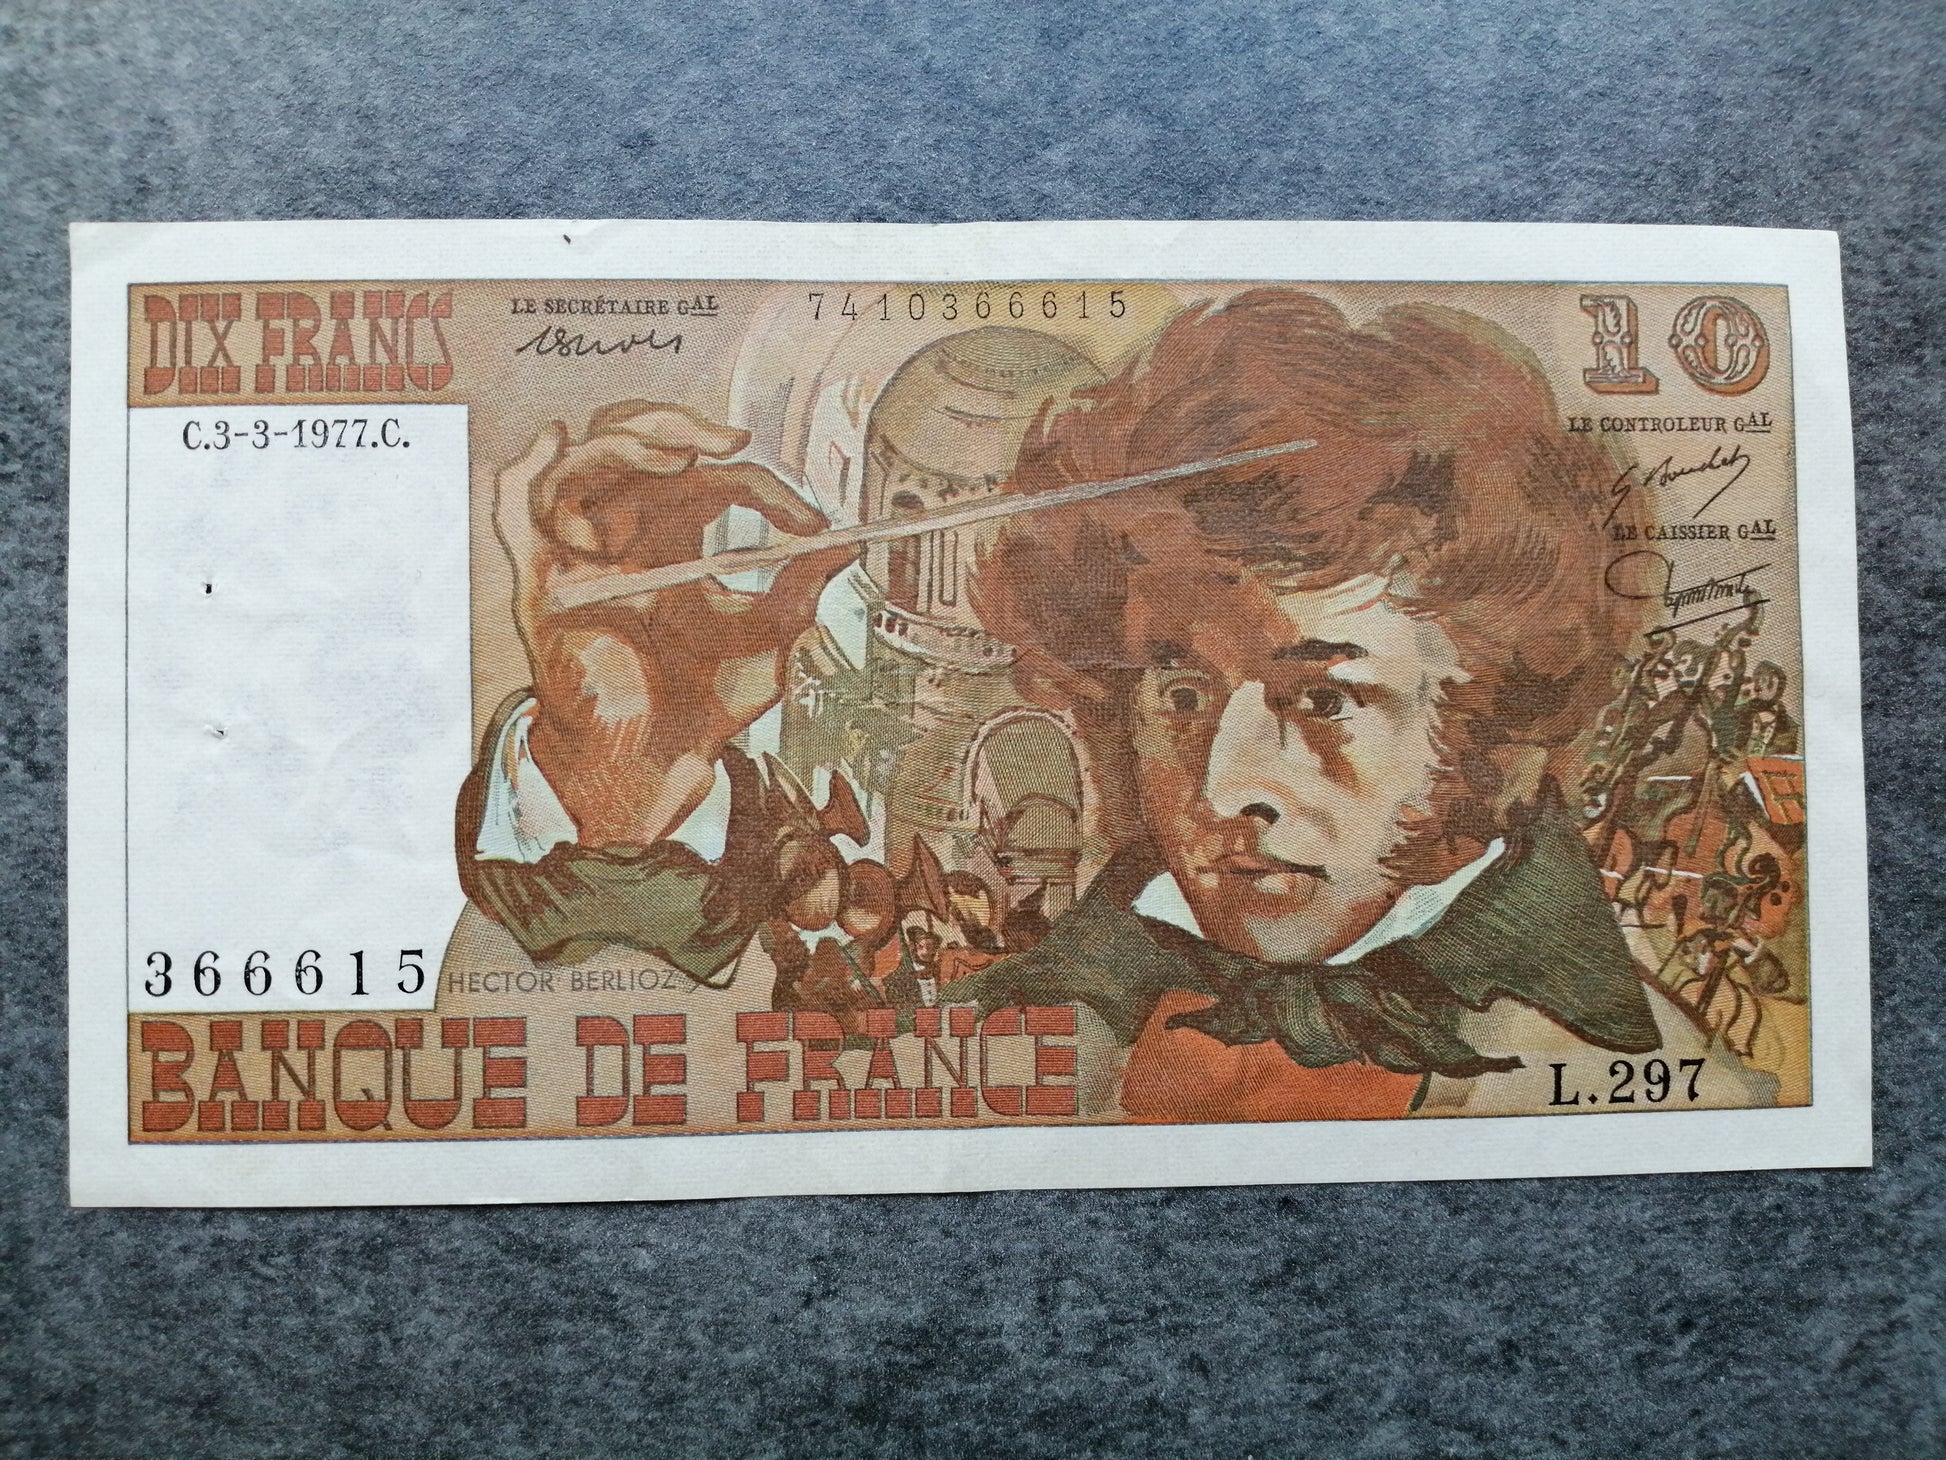 DIX FRANCS
LE SECRÉTAIRE GAL
7410366615
10
C.3-3-1977.C.
LE CONTROLEUR GAL
G Bouchet
LE CAISSIER GAL
366615
HECTOR BERLIOZ
BANQUE DE FRANCE
L.297